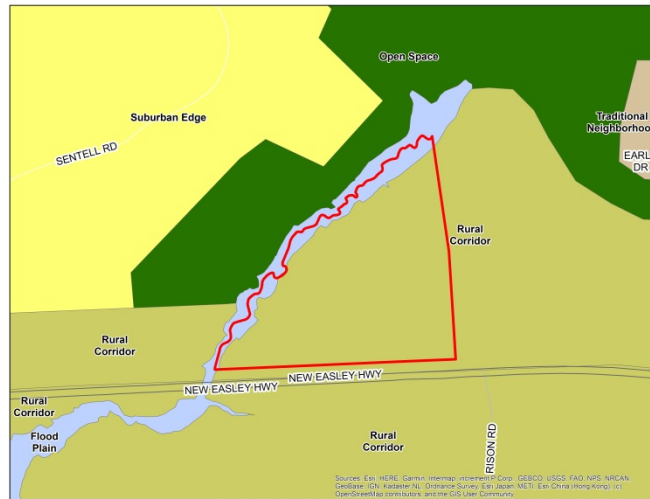 Open Space
Suburban Edge
SENTELL RD
Traditional
Neighborhoo
EARL
DR
Rural
Corridor
Rural
Corridor
NEW EASLEY HWY
NEW EASLEY HWY
Rural
Corridor
Flood
Plain
Rural
Corridor
RISON RD
Sources: Esri, HERE, Garmin, Intermap, increment P Corp., GEBCO, USGS, FAO, NPS, NRCAN,
GeoBase, IGN, Kadaster NL, Ordnance Survey, Esri Japan, METI, Esri China (Hong Kong), (c)
OpenStreetMap contributors, and the GIS User Community